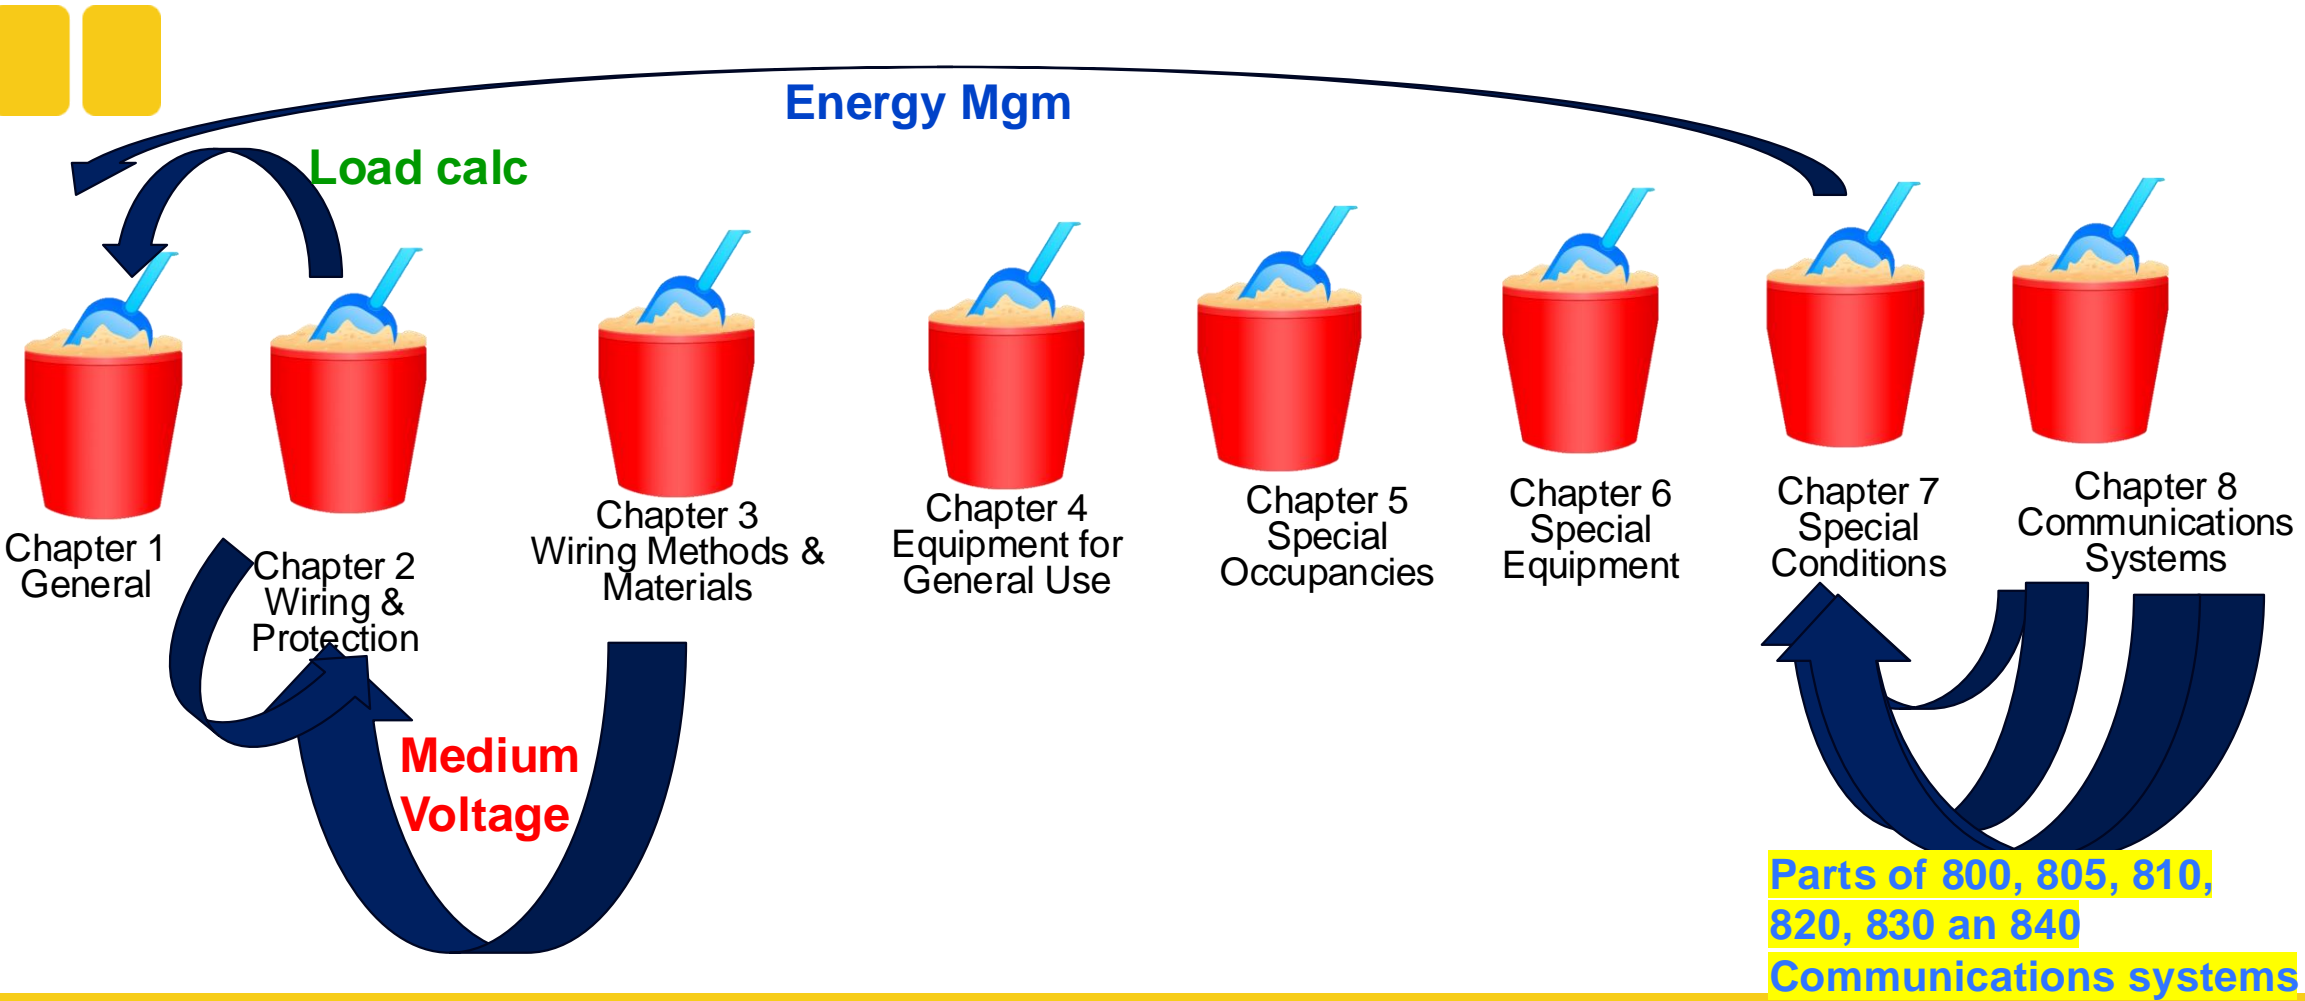 Energy Mgm
Load calc
Chapter 1
General
Chapter 2
Wiring &
Protection
Chapter 3
Wiring Methods &
Materials
Chapter 4
Equipment for
General Use
Chapter 5
Special
Occupancies
Chapter 6
Special
Equipment
Chapter 7
Special
Conditions
Chapter 8
Communications
Systems
Medium
Voltage
Parts of 800, 805, 810,
820, 830 an 840
Communications systems